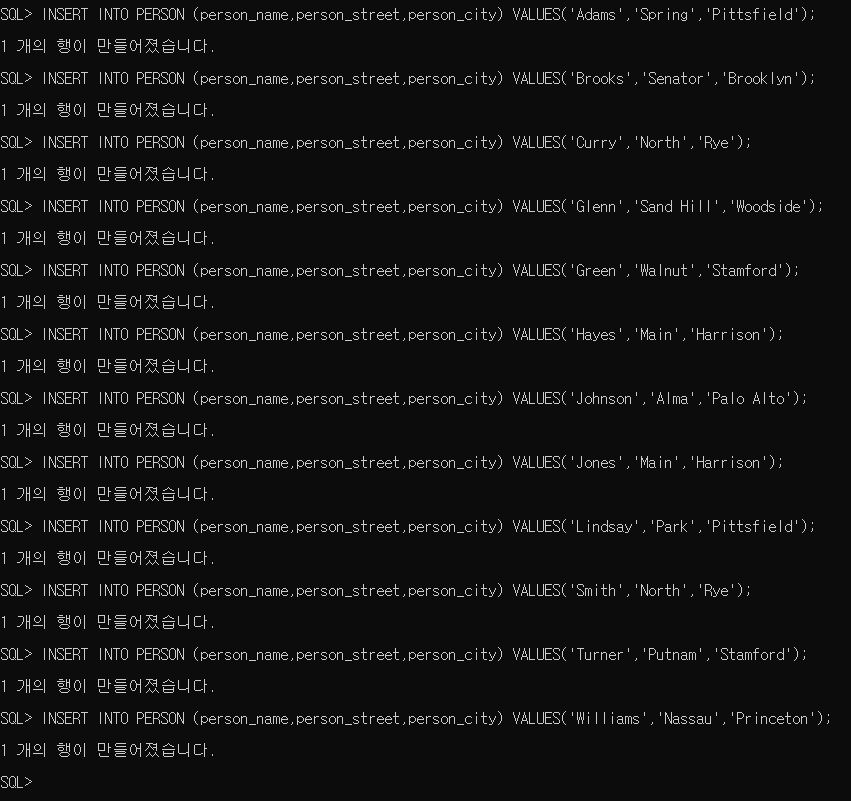 SQL> INSERT INTO PERSON (person_name,person_street,person_city) VALUES('Adams','Spring','Pittsfield');
1 개의 행이 만들어졌습니다.
SQL> INSERT INTO PERSON (person_name,person_street,person_city) VALUES('Brooks','Senator','Brooklyn');
1 개의 행이 만들어졌습니다.
SQL> INSERT INTO PERSON (person_name,person_street,person_city) VALUES('Curry','North','Rye');
1 개의 행이 만들어졌습니다.
SQL> INSERT INTO PERSON (person_name,person_street,person_city) VALUES('Glenn','Sand Hill','Woodside');
1 개의 행이 만들어졌습니다.
SQL> INSERT INTO PERSON (person_name,person_street,person_city) VALUES('Green','Walnut','Stamford');
1 개의 행이 만들어졌습니다.
SQL> INSERT INTO PERSON (person_name,person_street,person_city) VALUES('Hayes','Main','Harrison');
1 개의 행이 만들어졌습니다.
SQL> INSERT INTO PERSON (person_name,person_street,person_city) VALUES('Johnson','Alma','Palo Alto');
1 개의 행이 만들어졌습니다.
SQL> INSERT INTO PERSON (person_name,person_street,person_city) VALUES('Jones','Main','Harrison');
1 개의 행이 만들어졌습니다.
SQL> INSERT INTO PERSON (person_name,person_street,person_city) VALUES('Lindsay','Park','Pittsfield');
1 개의 행이 만들어졌습니다.
SQL> INSERT INTO PERSON (person_name,person_street,person_city) VALUES('Smith','North','Rye');
1 개의 행이 만들어졌습니다.
SQL> INSERT INTO PERSON (person_name,person_street,person_city) VALUES('Turner','Putnam','Stamford');
1 개의 행이 만들어졌습니다.
SQL> INSERT INTO PERSON (person_name,person_street,person_city) VALUES('Williams','Nassau','Princeton');
1 개의 행이 만들어졌습니다.
SQL>